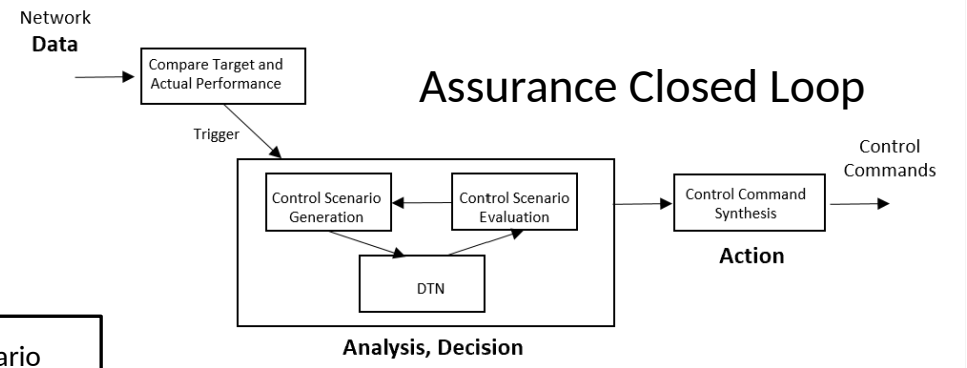 Network
Data
Compare Target and
Actual Performance
Assurance Closed Loop
Trigger
Control
Commands
Control Scenario
Generation
Control Scenario
Evaluation
Control Command
Synthesis
DTN
Action
Analysis, Decision
ario